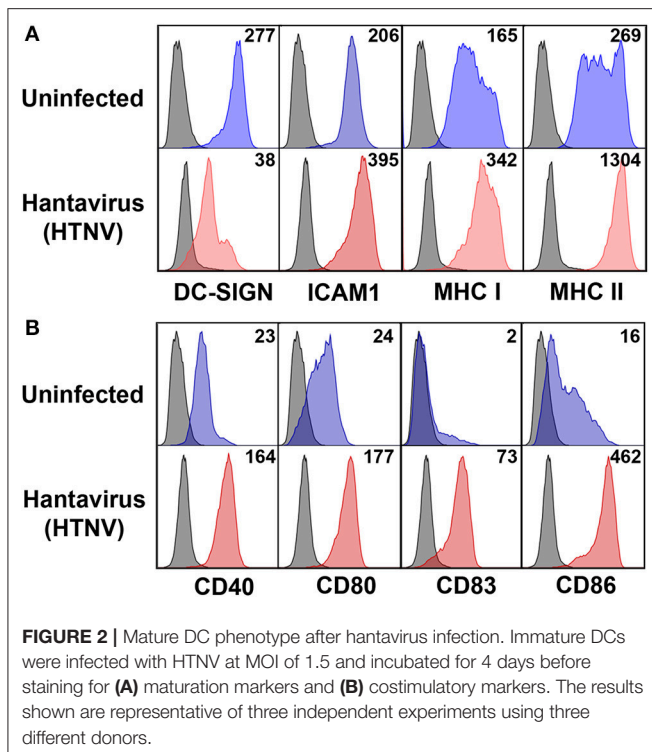 A
Uninfected
277
206
165
269
Hantavirus
(HTNV)
38
395
342
1304
DC-SIGN
ICAM1
MHC I
MHC II
B
Uninfected
23
24
2
16
Hantavirus
(HTNV)
164
177
73
462
CD40
CD80
CD83
CD86
FIGURE 2 | Mature DC phenotype after hantavirus infection. Immature DCs
were infected with HTNV at MOI of 1.5 and incubated for 4 days before
staining for (A) maturation markers and (B) costimulatory markers. The results
shown are representative of three independent experiments using three
different donors.